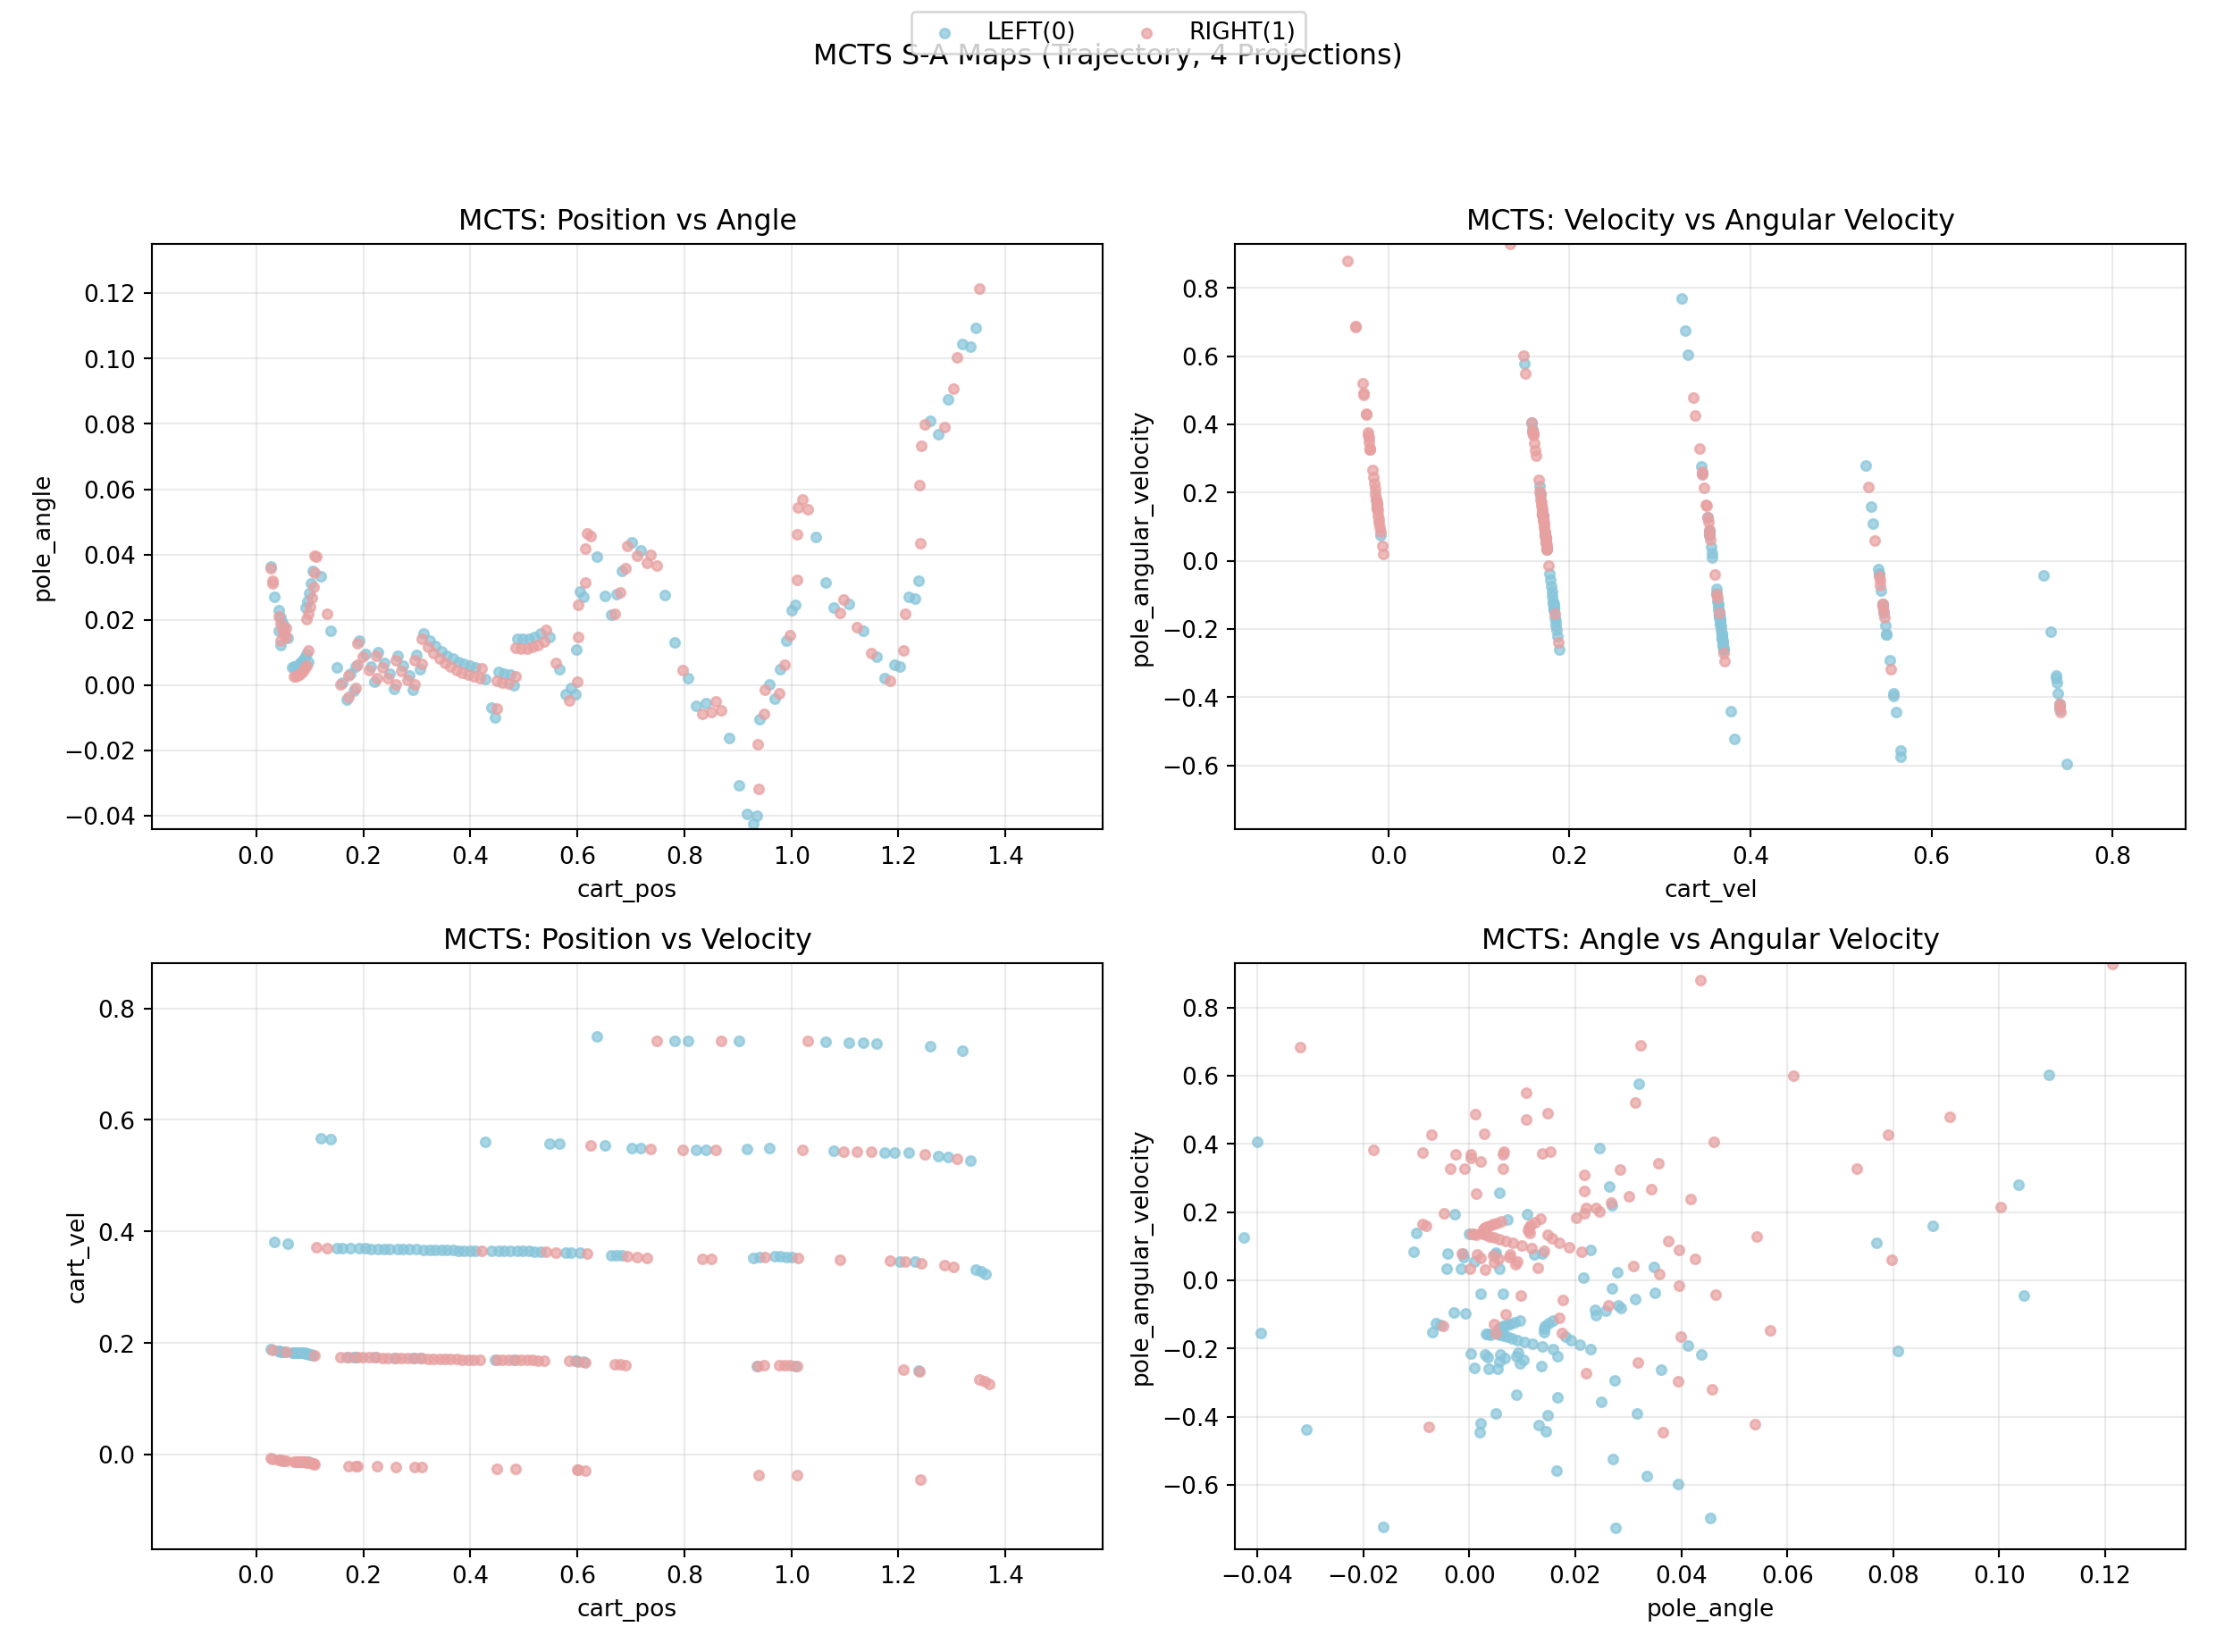 LEFT(0) RIGHT(1)
MCTS S-A Maps (Trajectory, 4 Projections)
MCTS: Position vs Angle
0.12
0.10
0.08
0.06
0.04
0.02
0.00
−0.02
−0.04
pole_angle
0.0 0.2 0.4 0.6 0.8 1.0 1.2 1.4
cart_pos
MCTS: Velocity vs Angular Velocity
0.8
0.6
0.4
0.2
0.0
−0.2
−0.4
−0.6
pole_angular_velocity
0.0 0.2 0.4 0.6 0.8
cart_vel
MCTS: Position vs Velocity
0.8
0.6
0.4
0.2
0.0
cart_vel
0.0 0.2 0.4 0.6 0.8 1.0 1.2 1.4
cart_pos
MCTS: Angle vs Angular Velocity
0.8
0.6
0.4
0.2
0.0
−0.2
−0.4
−0.6
pole_angular_velocity
−0.04 −0.02 0.00 0.02 0.04 0.06 0.08 0.10 0.12
pole_angle